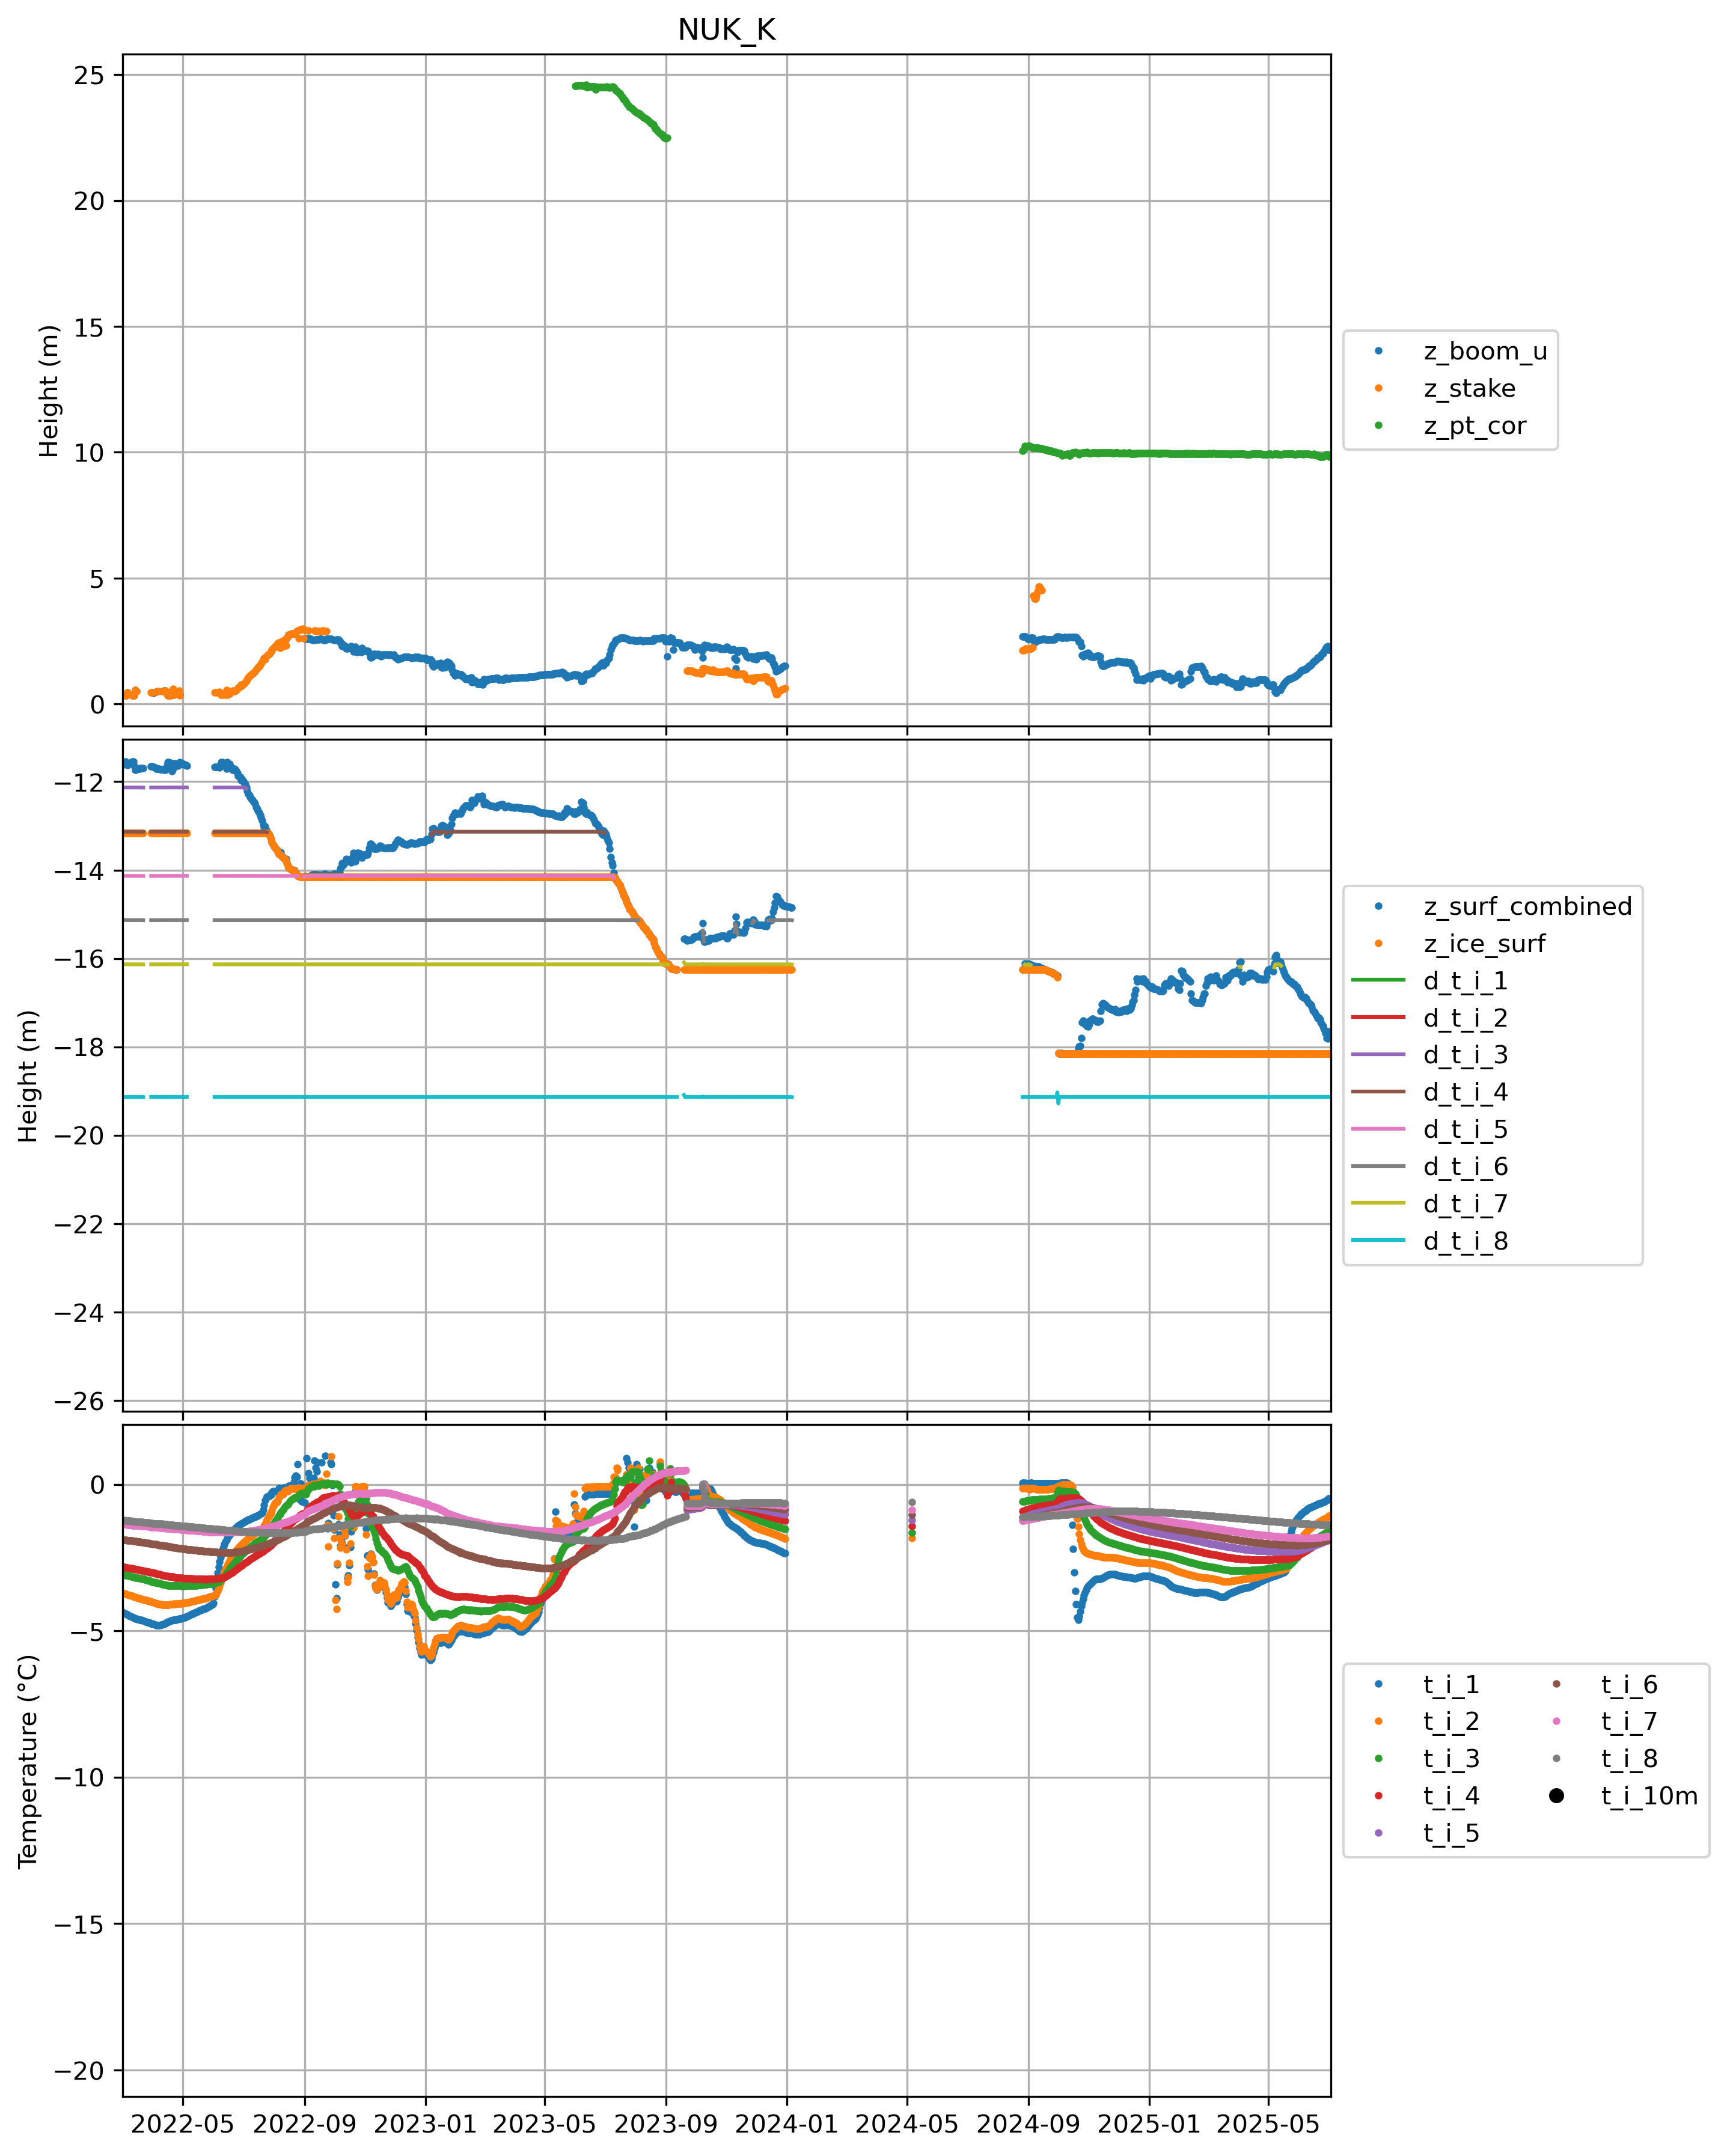 NUK_K
25
20
15
10
5
0
Height (m)
z_boom_u
z_stake
z_pt_cor
−12
−14
−16
−18
−20
−22
−24
−26
Height (m)
z_surf_combined
z_ice_surf
d_t_i_1
d_t_i_2
d_t_i_3
d_t_i_4
d_t_i_5
d_t_i_6
d_t_i_7
d_t_i_8
0
−5
−10
−15
−20
Temperature (°C)
t_i_1
t_i_2
t_i_3
t_i_4
t_i_5
t_i_6
t_i_7
t_i_8
t_i_10m
2022-05 2022-09 2023-01 2023-05 2023-09 2024-01 2024-05 2024-09 2025-01 2025-05